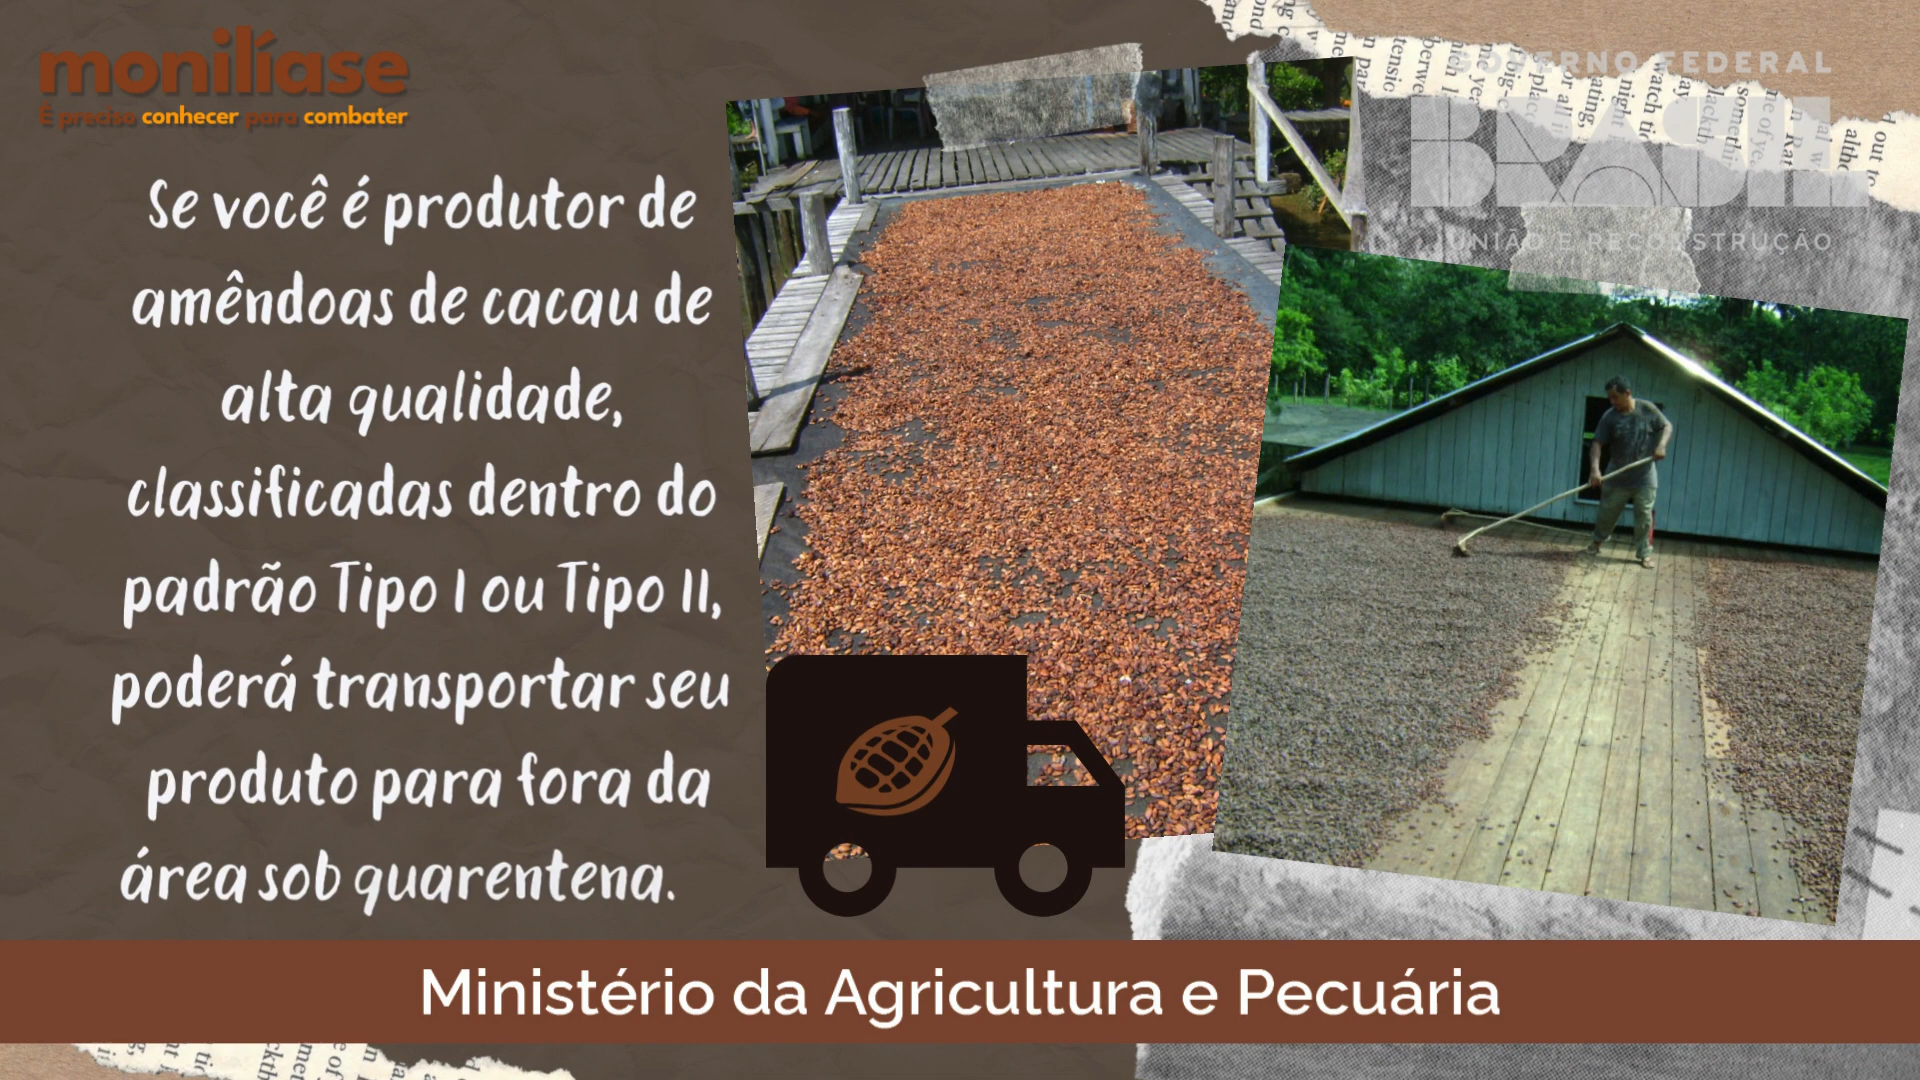 monilíase
É preciso conhecer para combater
GOVERNO FEDERAL
BRASIL
UNIÃO E RECONSTRUÇÃO
Se você é produtor de
amêndoas de cacau de
alta qualidade,
classificadas dentro do
padrão Tipo I ou Tipo II,
poderá transportar seu
produto para fora da
área sob quarentena.
Ministério da Agricultura e Pecuária